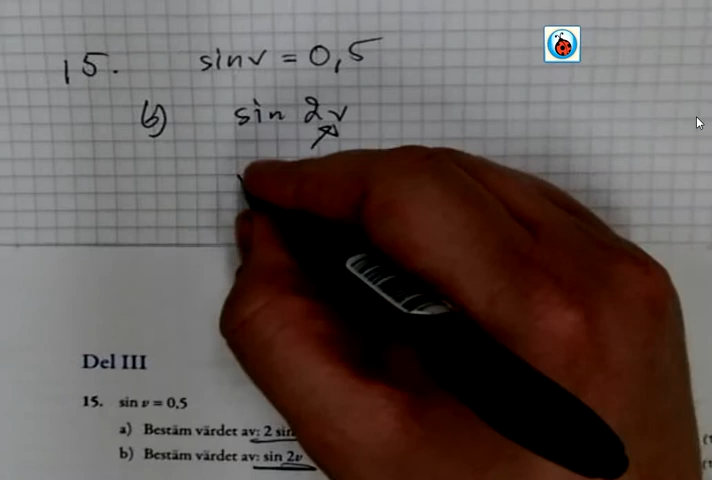 15. sin v = 0,5
b) sin 2v
Del III
15. sin v = 0,5
a) Bestäm värdet av: 2 sin
b) Bestäm värdet av: sin 2v